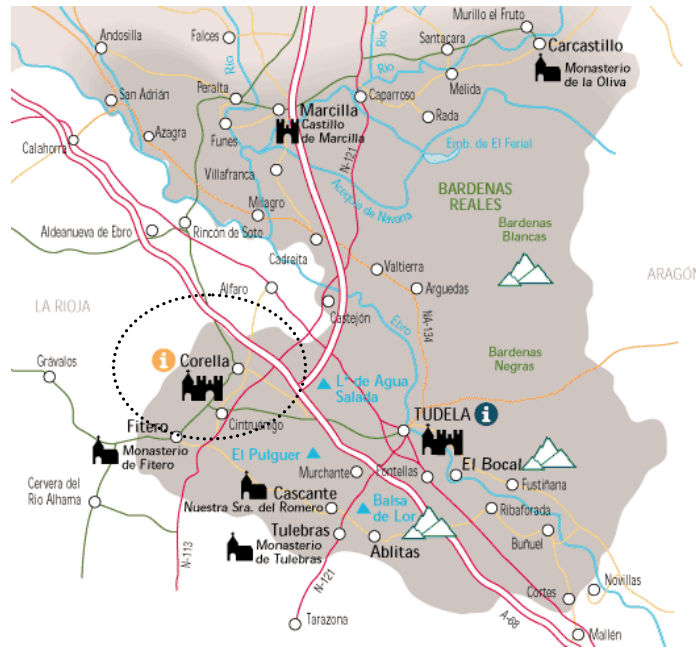 Murillo el Fruto
Andosilla
Falces
Río
Santacara
Carcastillo
Río
Río
Monasterio
de la Oliva
San Adrián
Peralta
Mélida
Caparroso
Marcilla
Castillo
de Marcilla
Rada
Azagra
Funes
Calahorra
N-121
Emb. de El Ferial
Villafranca
Acequia de Navarra
BARDENAS
REALES
Milagro
Bardenas
Blancas
Aldeanueva de Ebro
Rincón de Soto
Cadreita
Valtierra
ARAGÓN
Alfaro
Arguedas
LA RIOJA
Castejón
Ebro
NA-134
i
Corella
Bardenas
Negras
Grávalos
Lª de Agua
Salada
TUDELA
i
Cintruénigo
Fitero
Monasterio
de Fitero
El Pulguer
Murchante
Fontellas
El Bocal
Fustiñana
Cervera del
Río Alhama
Cascante
Nuestra Sra. del Romero
Balsa
de Lor
Ribaforada
Tulebras
Monasterio
de Tulebras
Ablitas
Buñuel
N-113
N-121
Novillas
Cortes
A-68
Tarazona
Mallén